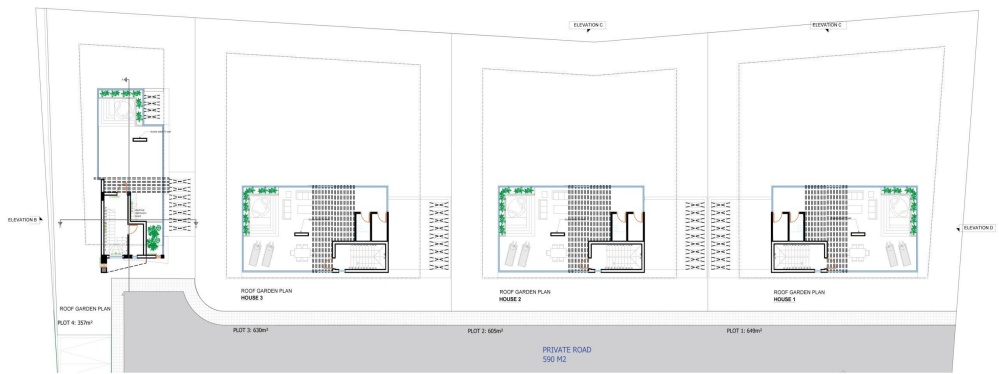 ELEVATION C
ELEVATION C
ELEVATION B
ELEVATION D
ROOF GARDEN PLAN
HOUSE 3
ROOF GARDEN PLAN
HOUSE 2
ROOF GARDEN PLAN
HOUSE 1
ROOF GARDEN PLAN
PLOT 4: 357m²
PLOT 3: 630m²
PLOT 2: 605m²
PLOT 1: 649m²
PRIVATE ROAD
590 M2